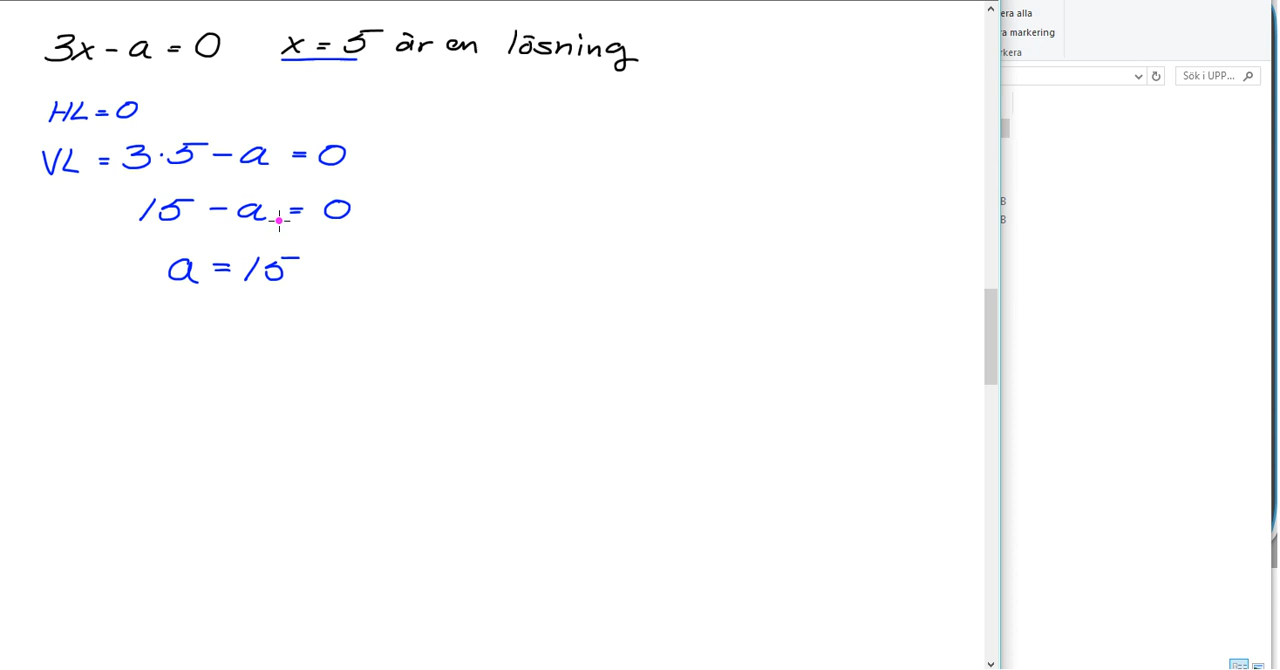 3x - a = 0    x = 5 är en lösning
HL = 0
VL = 3·5 - a = 0
15 - a = 0
a = 15
era alla
ra markering
rkera
Sök i UPP...
B
B